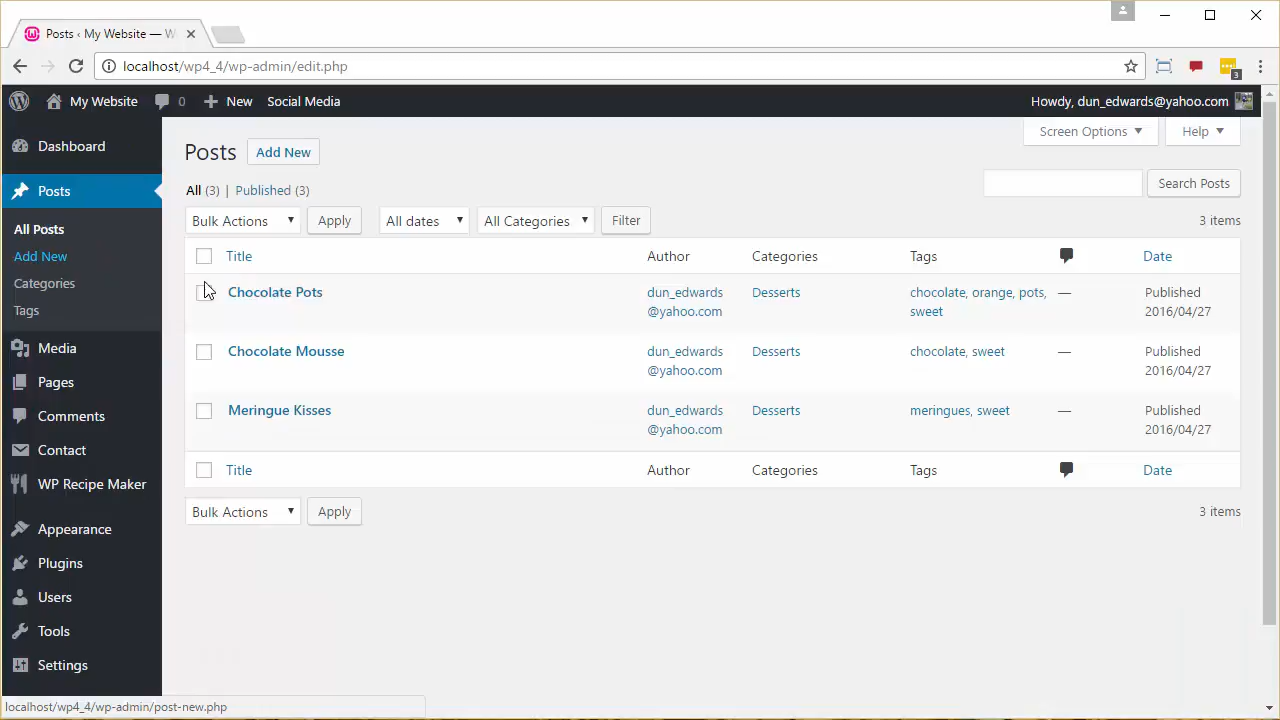 Posts ‹ My Website — W
localhost/wp4_4/wp-admin/edit.php
3
My Website 0 New Social Media Howdy, dun_edwards@yahoo.com
Dashboard
Posts
All Posts
Add New
Categories
Tags
Media
Pages
Comments
Contact
WP Recipe Maker
Appearance
Plugins
Users
Tools
Settings
Screen Options Help
Posts Add New
All (3) | Published (3)
Search Posts
Bulk Actions Apply All dates All Categories Filter 3 items
Title Author Categories Tags Date
Chocolate Pots dun_edwards Desserts chocolate, orange, pots, — Published
@yahoo.com sweet 2016/04/27
Chocolate Mousse dun_edwards Desserts chocolate, sweet — Published
@yahoo.com 2016/04/27
Meringue Kisses dun_edwards Desserts meringues, sweet — Published
@yahoo.com 2016/04/27
Title Author Categories Tags Date
Bulk Actions Apply 3 items
localhost/wp4_4/wp-admin/post-new.php